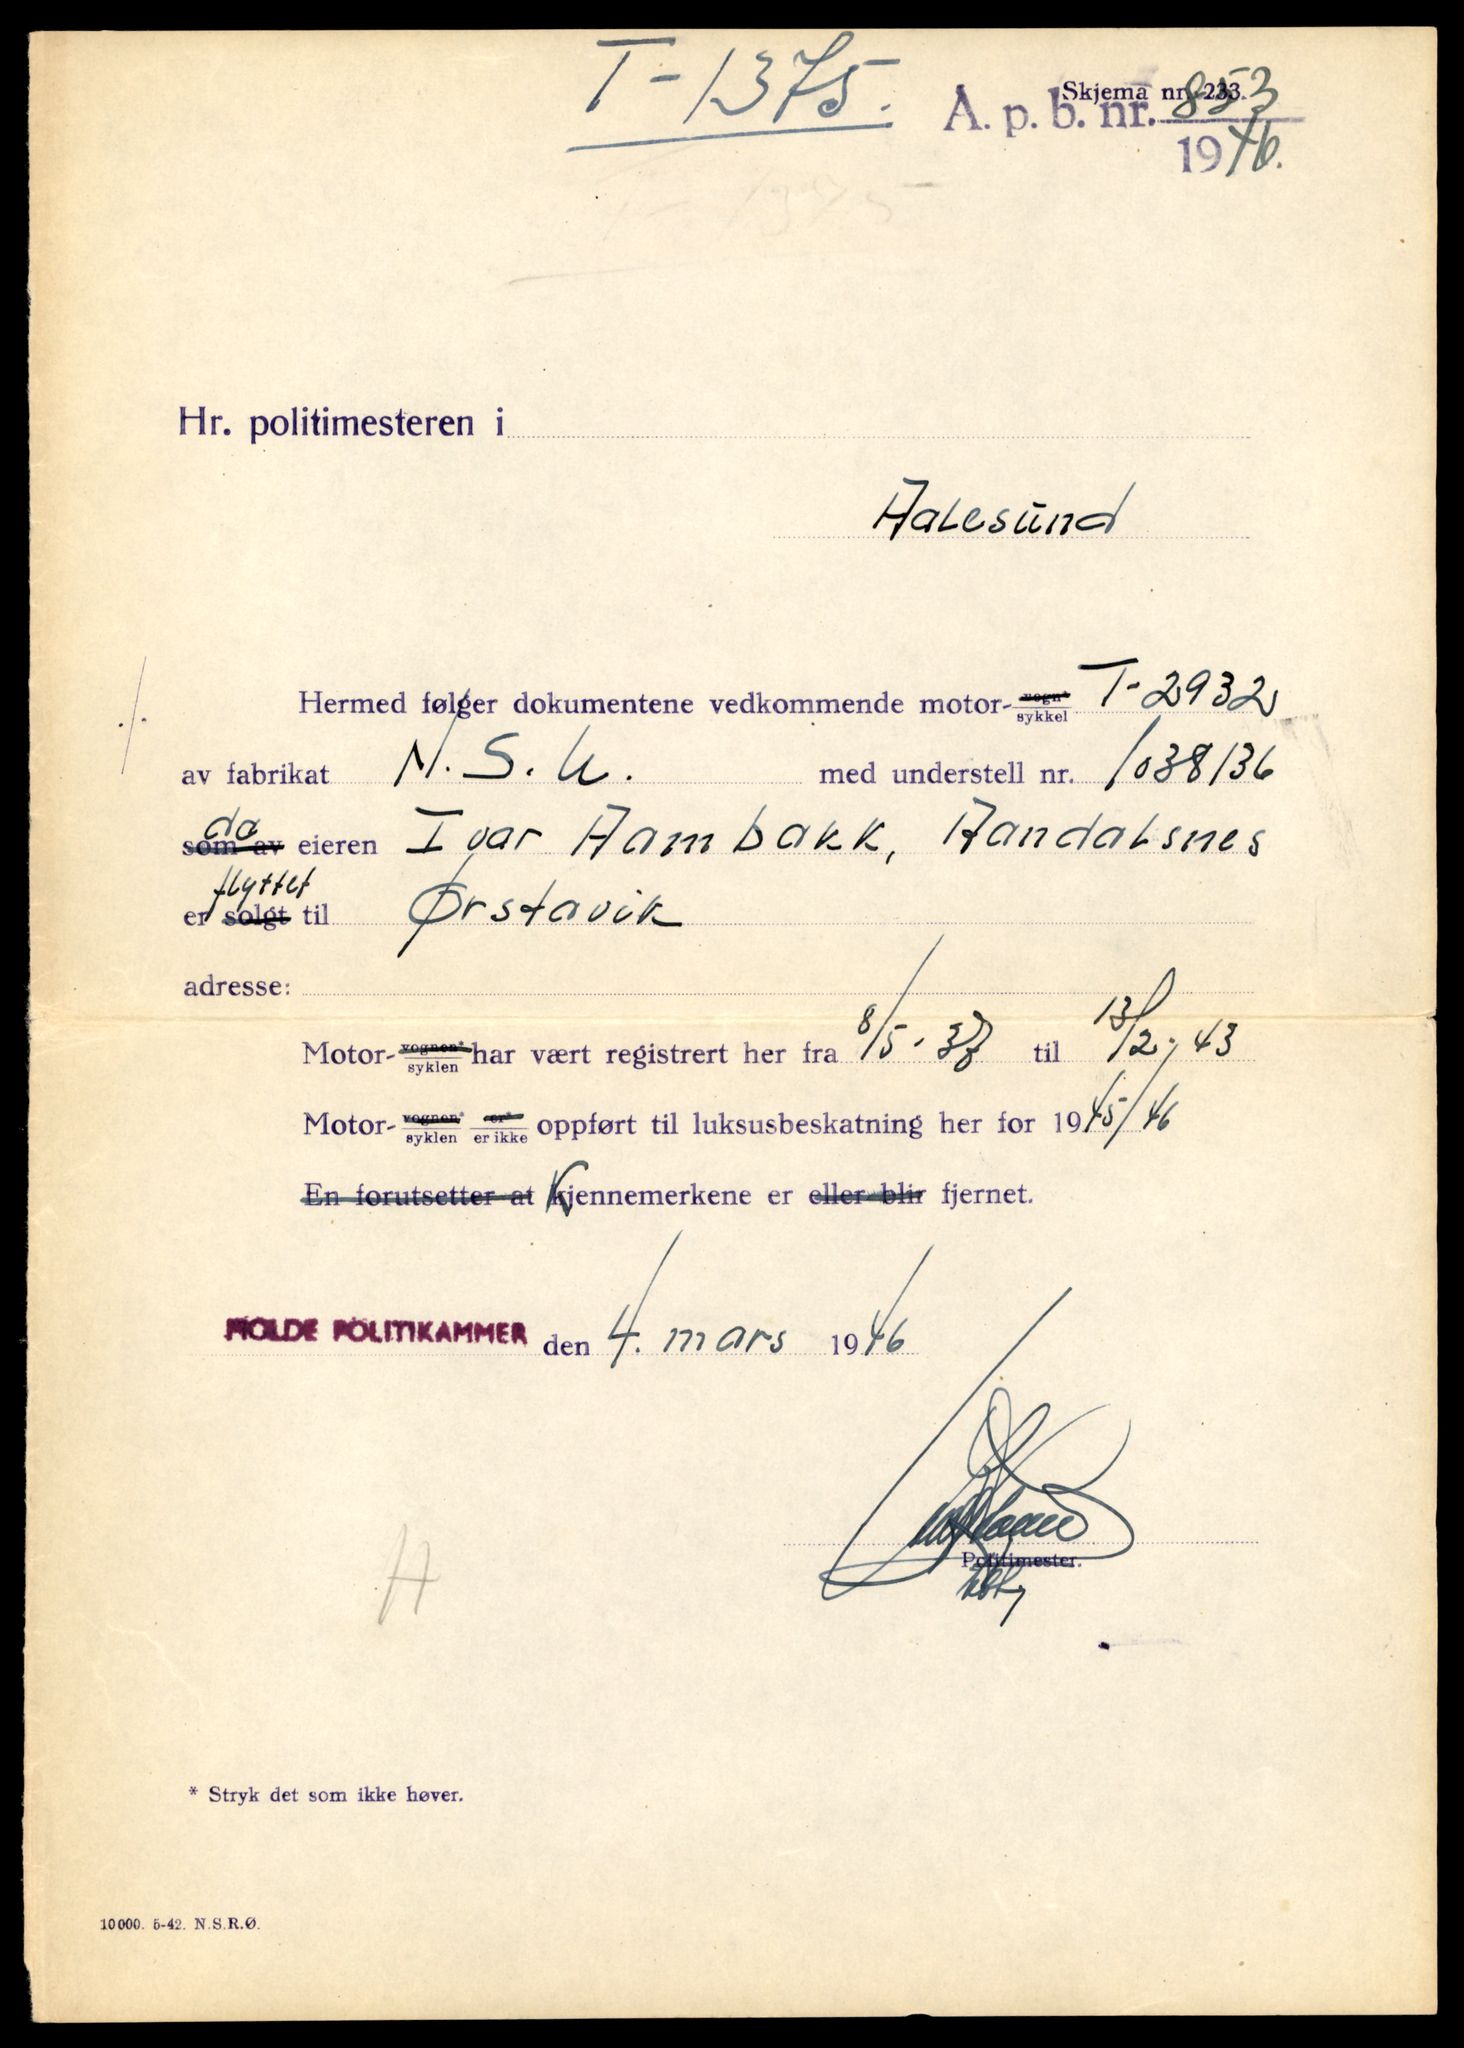 T-1375.
Skjema nr. 233.
A. p. b. nr. 853
1946.
Hr. politimesteren i
Aalesund
./.
Hermed følger dokumentene vedkommende motor- vogn* sykkel T-2932
av fabrikat N.S.U. med understell nr. 1038136
da
som av eieren Ivar Hambakk, Aandalsnes
flyttet
er solgt til Ørstavik
adresse:
Motor- vognen* syklen har vært registrert her fra 8/5-37 til 13/2-43
Motor- vognen* syklen er* er ikke oppført til luksusbeskatning her for 1945/46
En forutsetter at Kjennemerkene er eller blir fjernet.
MOLDE POLITIKAMMER den 4. mars 1946
Politimester.
H
* Stryk det som ikke høver.
10000. 5-42. N.S.R.Ø.